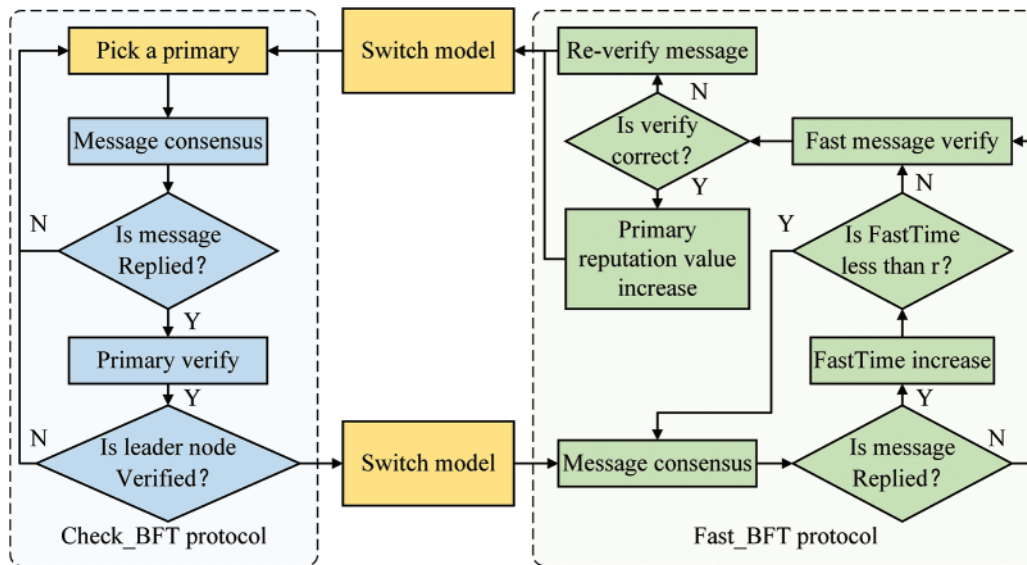 Pick a primary
Message consensus
N
Is message
Replied?
Y
Primary verify
Y
N
Is leader node
Verified?
Check_BFT protocol
Switch model
Switch model
Re-verify message
N
Is verify
correct?
Y
Primary
reputation value
increase
Fast message verify
N
Y
Is FastTime
less than r?
FastTime increase
Y
Message consensus
Is message
Replied?
N
Fast_BFT protocol